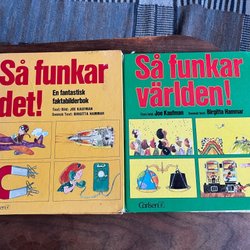 Så funkar
det!
En fantastisk
faktabilderbok
Text/Bild: JOE KAUFMAN
Svensk Text: BIRGITTA HAMMAR
Så funkar
världen!
Text/bild: Joe Kaufman Svensk text: Birgitta Hammar
Carlsen if